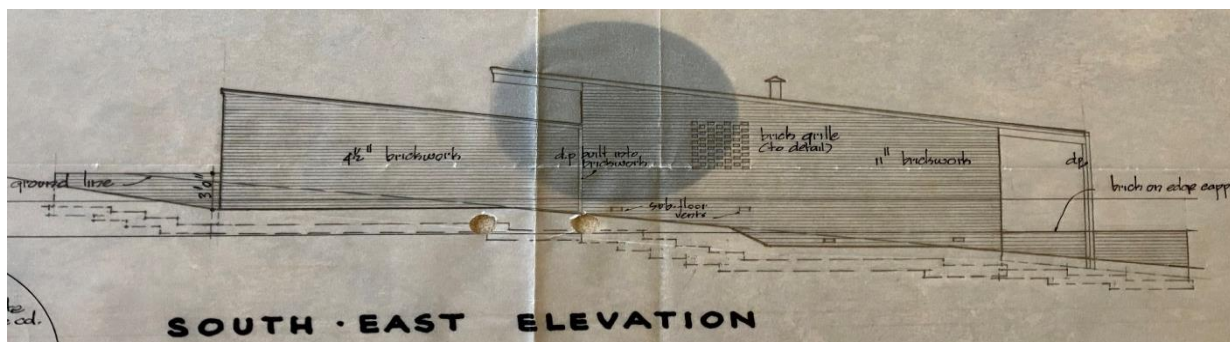 4½" brickwork
d.p built into
brickwork
brick grille
(to detail)
11" brickwork
d.p.
ground line
3'0"
brick on edge capp
sub-floor
vents
SOUTH · EAST ELEVATION